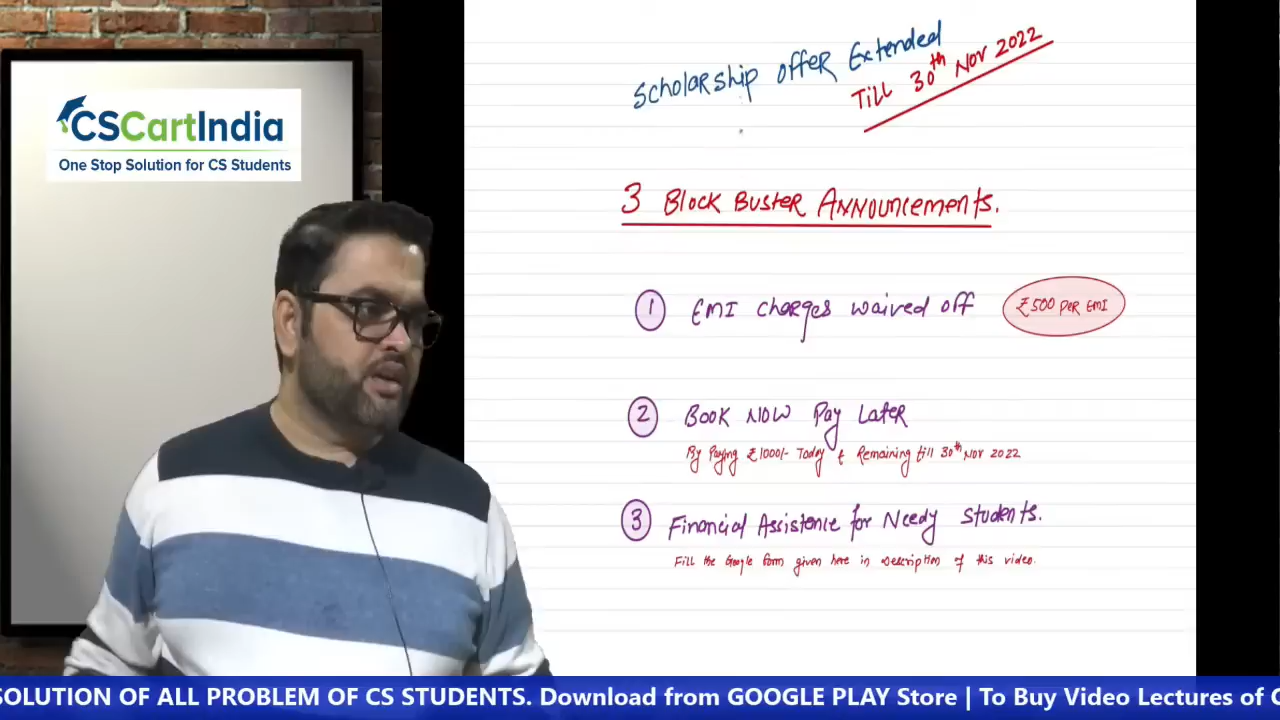 CSCartIndia
One Stop Solution for CS Students
Scholarship Offer Extended
Till 30th Nov 2022
3 Block Buster Announcements.
1 EMI Charges waived off ₹500 per EMI
2 Book Now Pay Later
By Paying ₹1000/- Today & Remaining till 30th Nov 2022
3 Financial Assistence for Needy Students.
Fill the Google form given here in Description of this video.
SOLUTION OF ALL PROBLEM OF CS STUDENTS. Download from GOOGLE PLAY Store | To Buy Video Lectures of